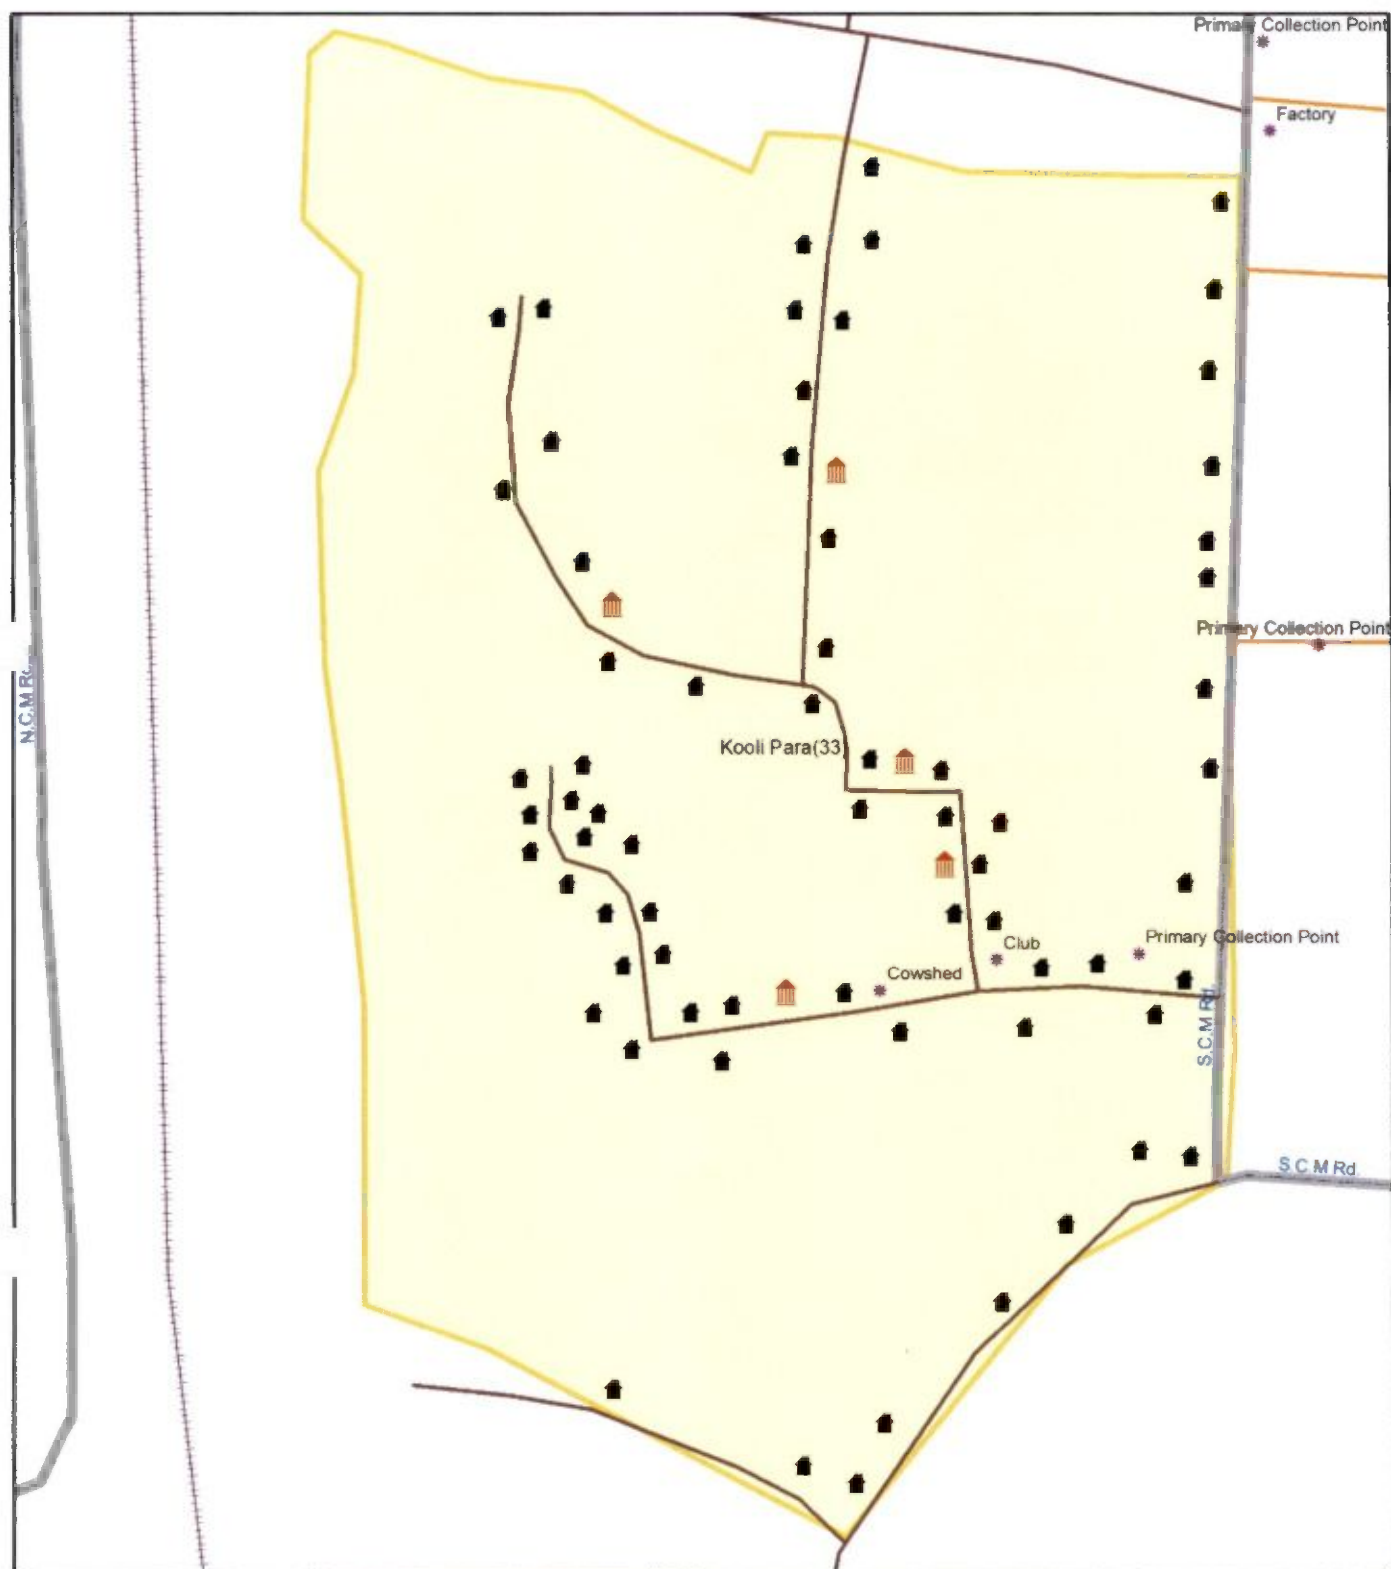 Primary Collection Point
Factory
Primary Collection Point
N.C.M Rd.
Kooli Para(33)
Primary Collection Point
Club
Cowshed
S.C.M Rd.
S.C.M Rd.